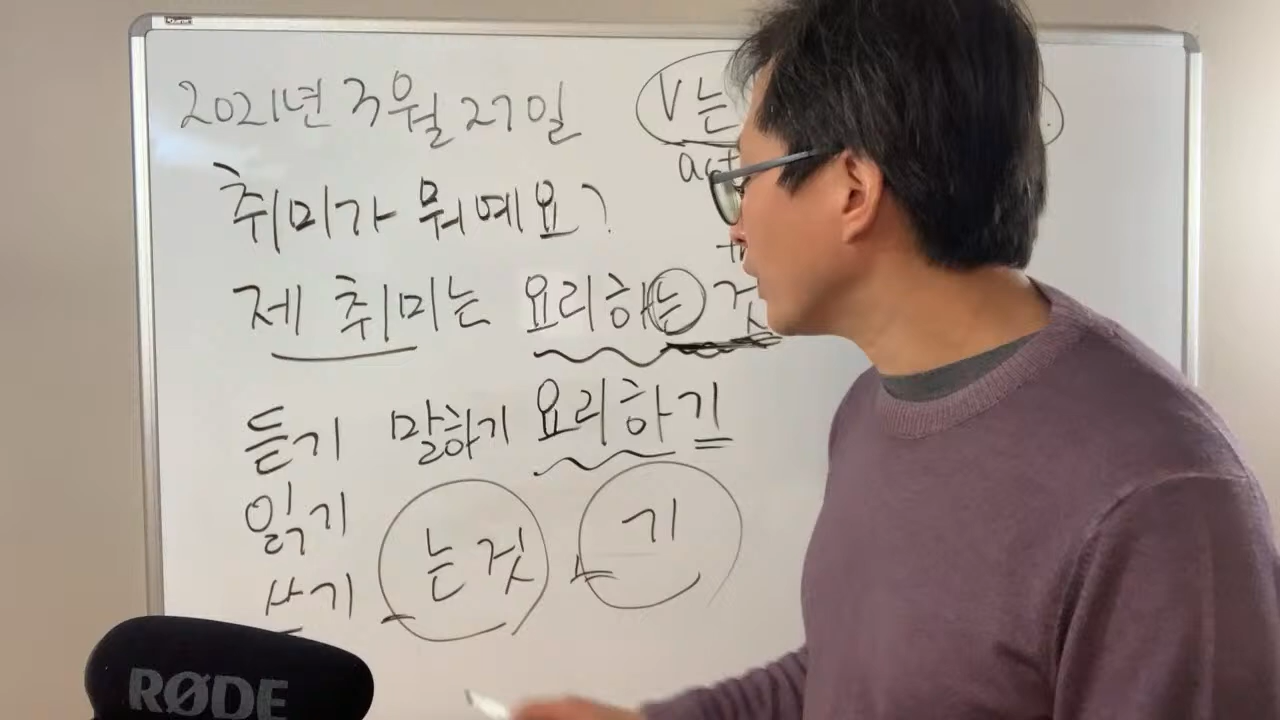 2021년 3월 27일
V는
act
취미가 뭐예요?
제 취미는 요리하는 것
듣기 말하기 요리하기
읽기
는 것 기
쓰기
RØDE